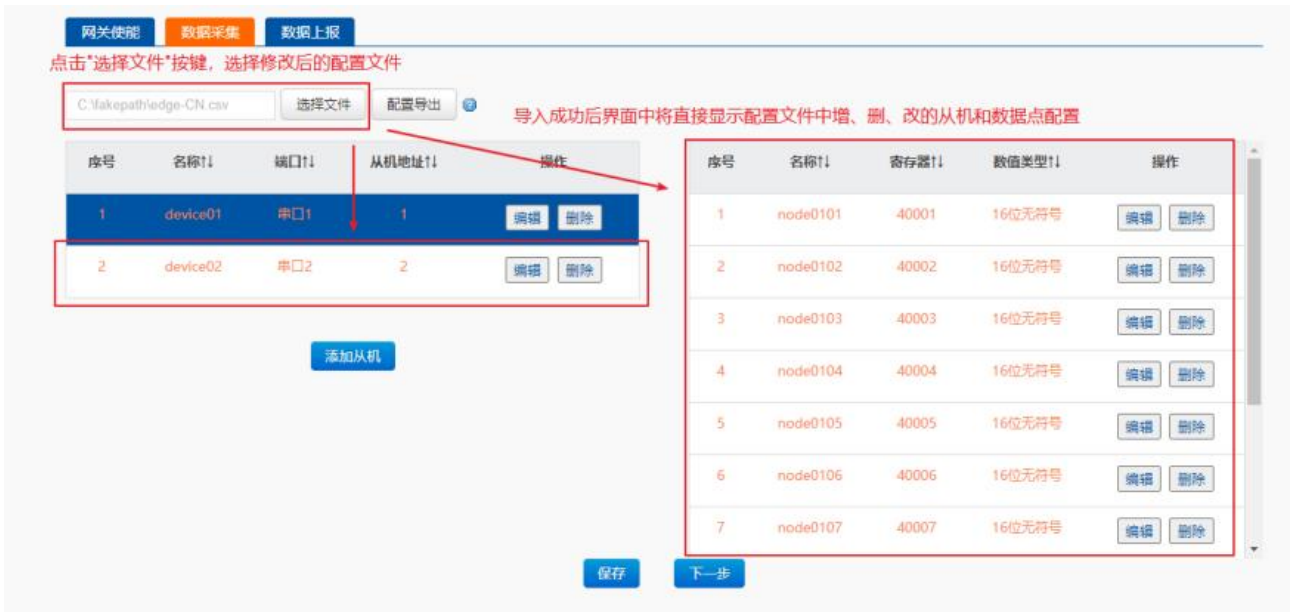 网关使能 数据采集 数据上报
点击"选择文件"按键，选择修改后的配置文件
C:\fakepath\edge-CN.csv 选择文件 配置导出
导入成功后界面中将直接显示配置文件中增、删、改的从机和数据点配置
序号 名称↑↓ 端口↑↓ 从机地址↑↓ 操作
1 device01 串口1 1 编辑 删除
2 device02 串口2 2 编辑 删除
添加从机
序号 名称↑↓ 寄存器↑↓ 数值类型↑↓ 操作
1 node0101 40001 16位无符号 编辑 删除
2 node0102 40002 16位无符号 编辑 删除
3 node0103 40003 16位无符号 编辑 删除
4 node0104 40004 16位无符号 编辑 删除
5 node0105 40005 16位无符号 编辑 删除
6 node0106 40006 16位无符号 编辑 删除
7 node0107 40007 16位无符号 编辑 删除
保存 下一步